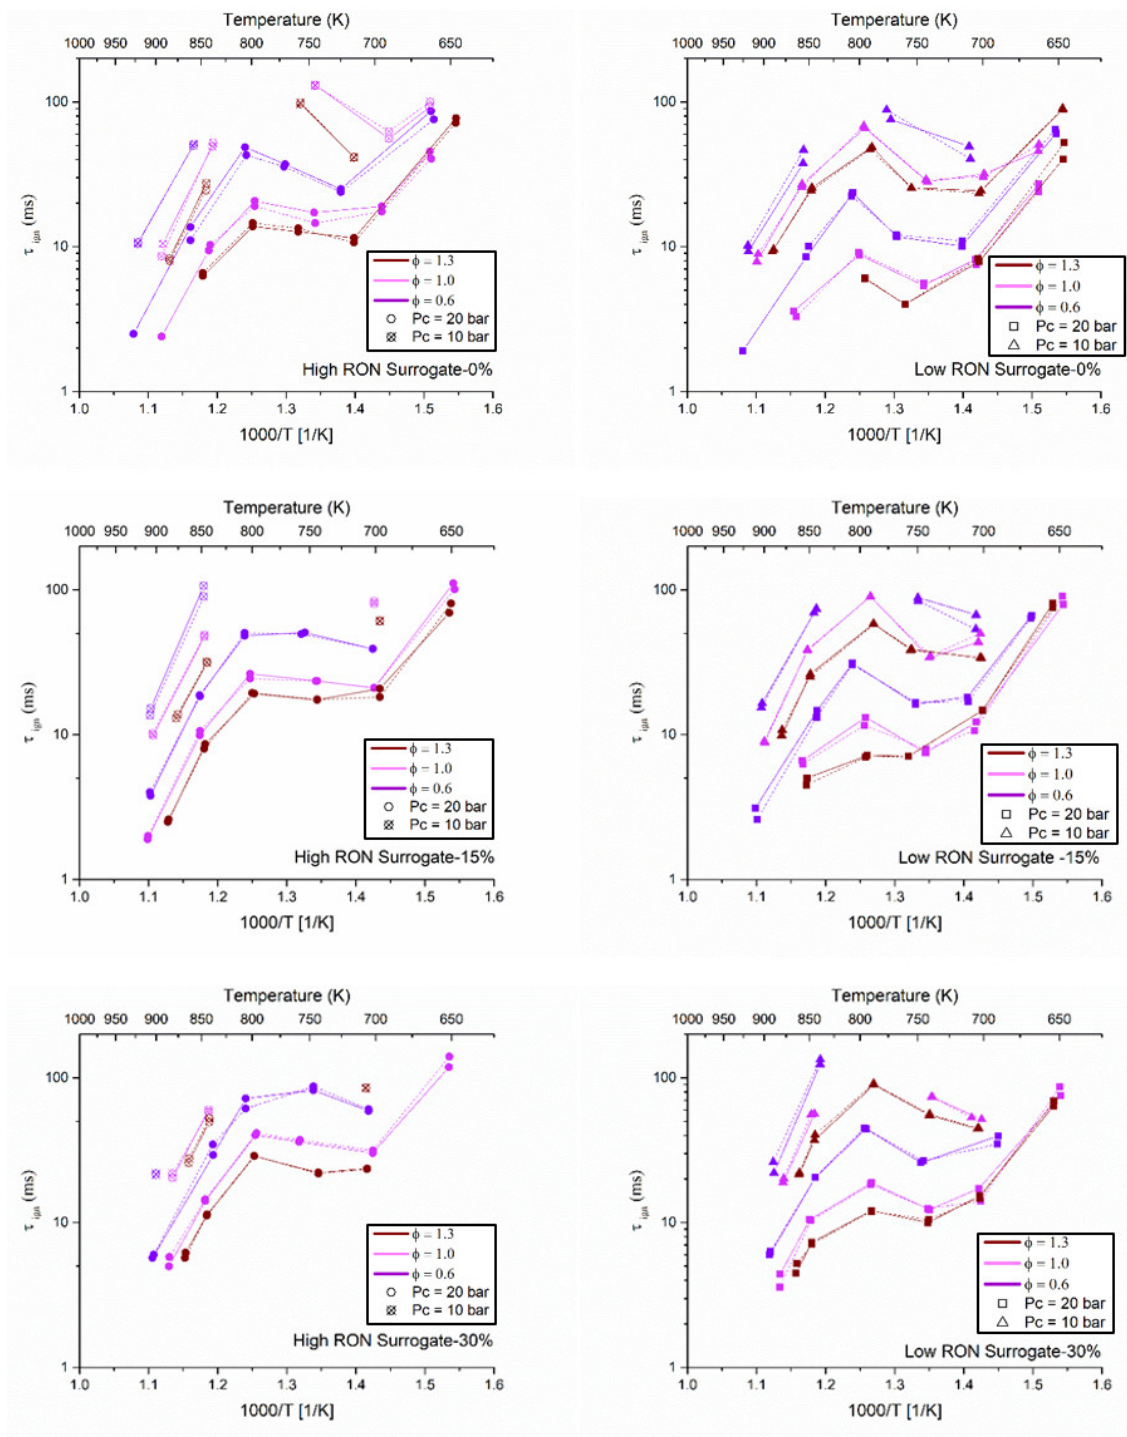 Temperature (K)
1000 950 900 850 800 750 700 650
100
10
1
τ ign (ms)
ϕ = 1.3
ϕ = 1.0
ϕ = 0.6
Pc = 20 bar
Pc = 10 bar
High RON Surrogate-0%
1.0 1.1 1.2 1.3 1.4 1.5 1.6
1000/T [1/K]
Temperature (K)
1000 950 900 850 800 750 700 650
100
10
1
τ ign (ms)
ϕ = 1.3
ϕ = 1.0
ϕ = 0.6
Pc = 20 bar
Pc = 10 bar
Low RON Surrogate-0%
1.0 1.1 1.2 1.3 1.4 1.5 1.6
1000/T [1/K]
Temperature (K)
1000 950 900 850 800 750 700 650
100
10
1
τ ign (ms)
ϕ = 1.3
ϕ = 1.0
ϕ = 0.6
Pc = 20 bar
Pc = 10 bar
High RON Surrogate-15%
1.0 1.1 1.2 1.3 1.4 1.5 1.6
1000/T [1/K]
Temperature (K)
1000 950 900 850 800 750 700 650
100
10
1
τ ign (ms)
ϕ = 1.3
ϕ = 1.0
ϕ = 0.6
Pc = 20 bar
Pc = 10 bar
Low RON Surrogate -15%
1.0 1.1 1.2 1.3 1.4 1.5 1.6
1000/T [1/K]
Temperature (K)
1000 950 900 850 800 750 700 650
100
10
1
τ ign (ms)
ϕ = 1.3
ϕ = 1.0
ϕ = 0.6
Pc = 20 bar
Pc = 10 bar
High RON Surrogate-30%
1.0 1.1 1.2 1.3 1.4 1.5 1.6
1000/T [1/K]
Temperature (K)
1000 950 900 850 800 750 700 650
100
10
1
τ ign (ms)
ϕ = 1.3
ϕ = 1.0
ϕ = 0.6
Pc = 20 bar
Pc = 10 bar
Low RON Surrogate-30%
1.0 1.1 1.2 1.3 1.4 1.5 1.6
1000/T [1/K]